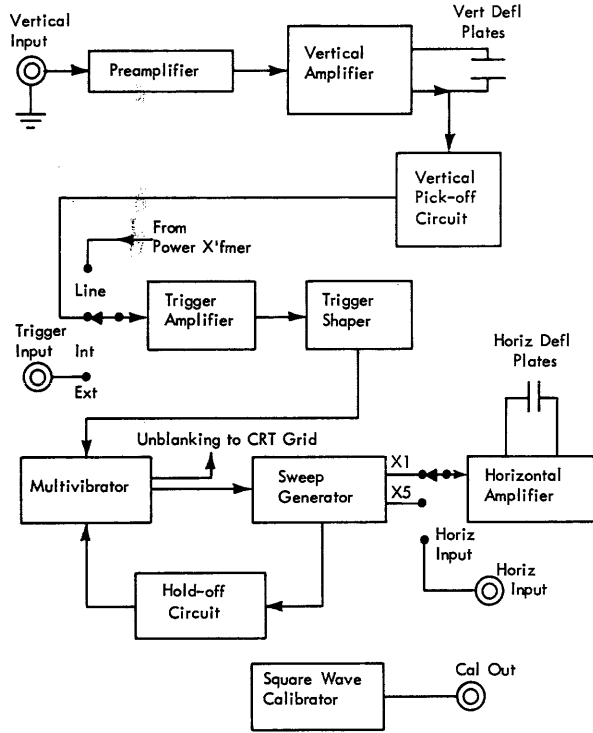 Vertical
Input
Preamplifier
Vertical
Amplifier
Vert Defl
Plates
Vertical
Pick-off
Circuit
From
Power X'fmer
Line
Trigger
Amplifier
Trigger
Shaper
Trigger
Input
Int
Ext
Horiz Defl
Plates
Unblanking to CRT Grid
Multivibrator
Sweep
Generator
X1
X5
Horizontal
Amplifier
Horiz
Input
Horiz
Input
Hold-off
Circuit
Square Wave
Calibrator
Cal Out